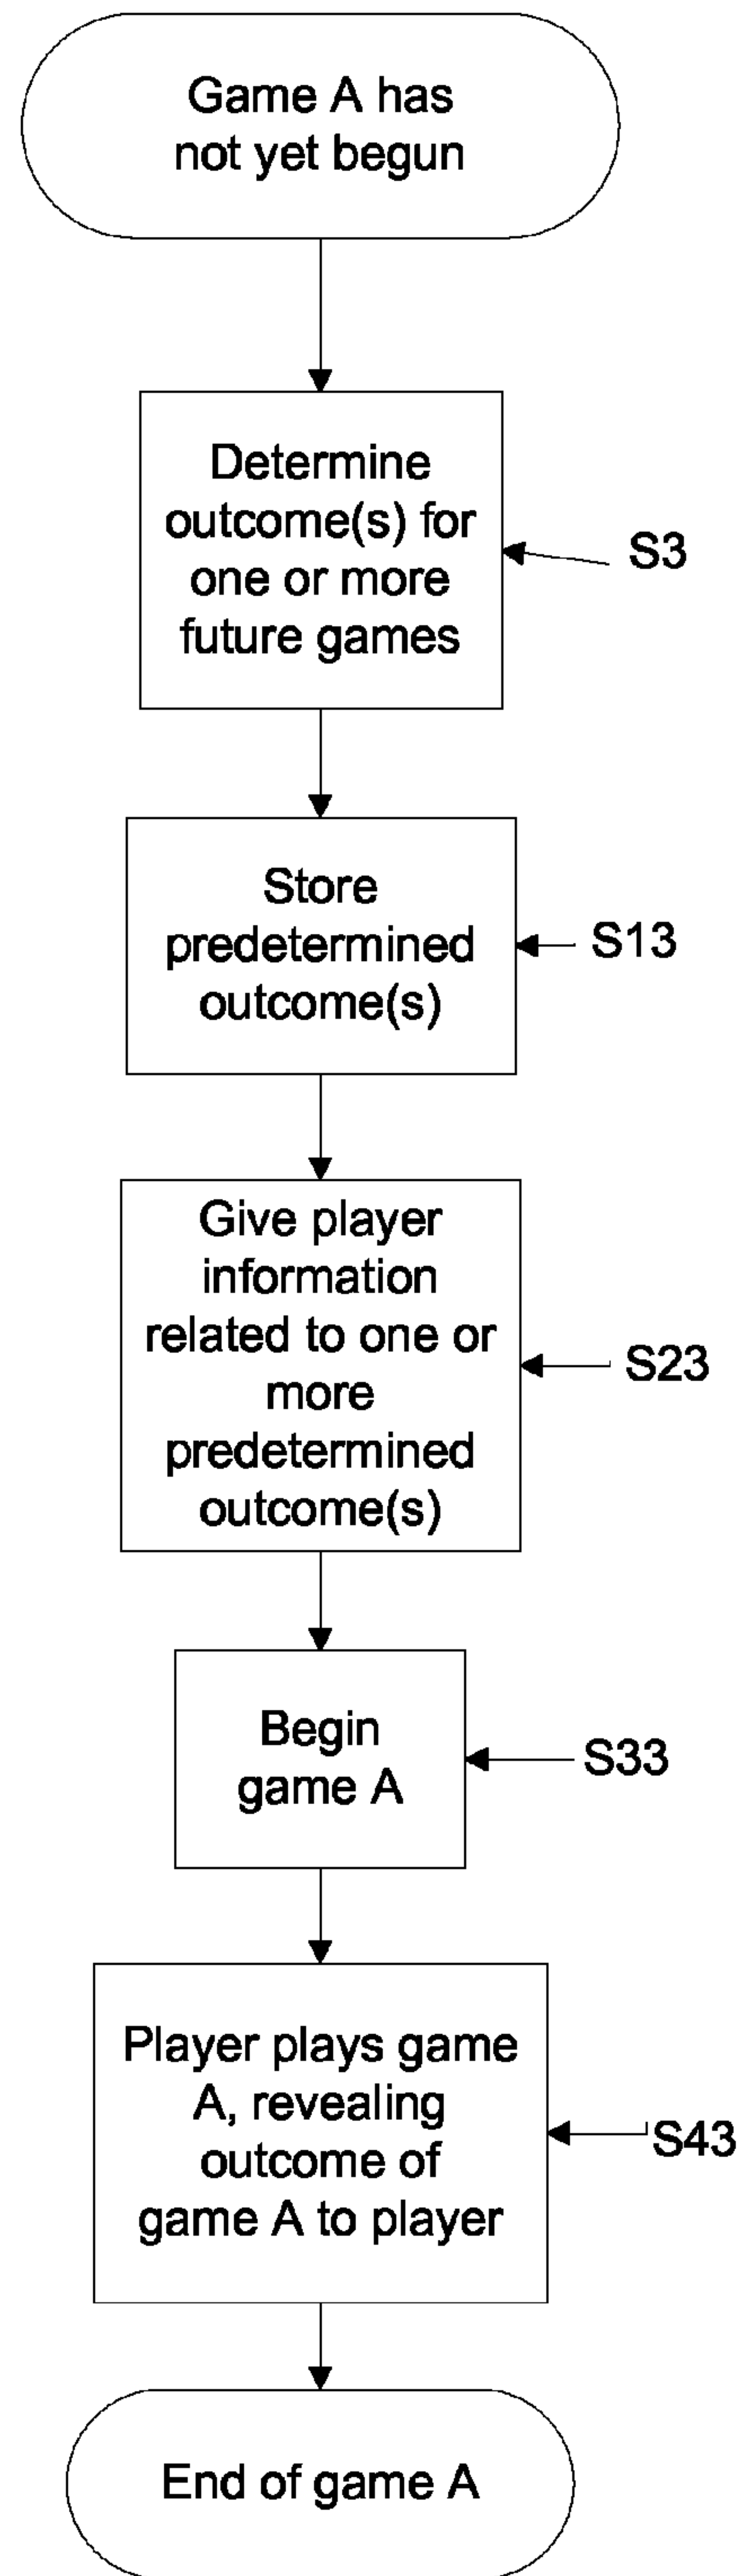 Game A has
not yet begun
Determine
outcome(s) for
one or more
future games
S3
Store
predetermined
outcome(s)
S13
Give player
information
related to one or
more
predetermined
outcome(s)
S23
Begin
game A
S33
Player plays game
A, revealing
outcome of
game A to player
S43
End of game A